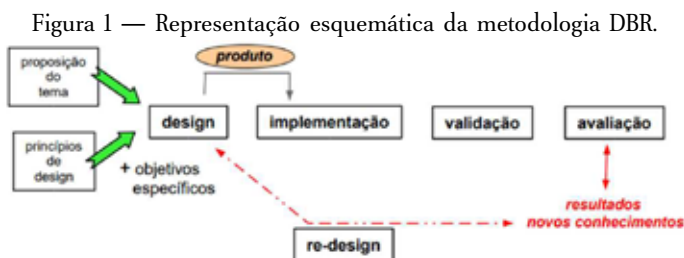 Figura 1 — Representação esquemática da metodologia DBR.
proposição
do
tema
produto
design
implementação
validação
avaliação
princípios
de
design
+ objetivos
específicos
resultados
novos conhecimentos
re-design